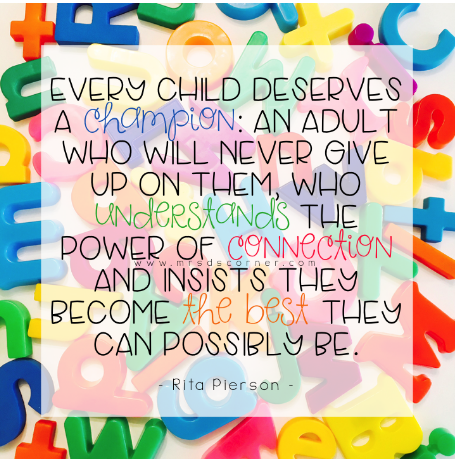 EVERY CHILD DESERVES
A champion: AN ADULT
WHO WILL NEVER GIVE
UP ON THEM, WHO
understands THE
POWER OF connection
www.mrsdscorner.com
AND INSISTS THEY
BECOME the best THEY
CAN POSSIBLY BE.
- Rita Pierson -